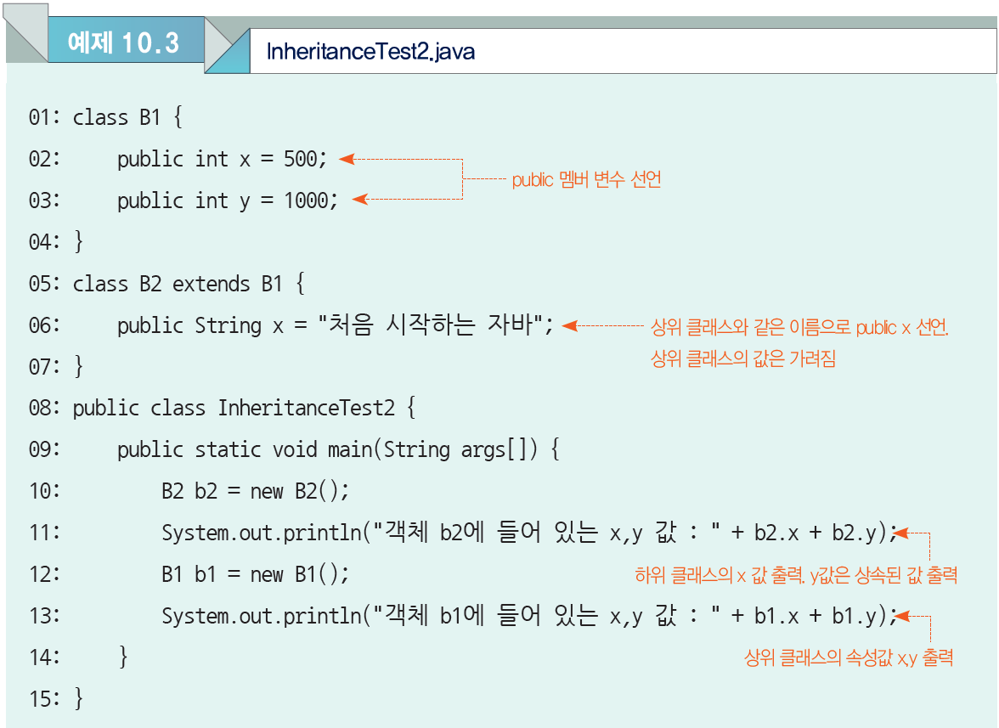 예제 10.3
InheritanceTest2.java
01: class B1 {
02: public int x = 500;
public 멤버 변수 선언
03: public int y = 1000;
04: }
05: class B2 extends B1 {
06: public String x = "처음 시작하는 자바";
상위 클래스와 같은 이름으로 public x 선언.
상위 클래스의 값은 가려짐
07: }
08: public class InheritanceTest2 {
09: public static void main(String args[]) {
10: B2 b2 = new B2();
11: System.out.println("객체 b2에 들어 있는 x,y 값 : " + b2.x + b2.y);
12: B1 b1 = new B1();
하위 클래스의 x 값 출력. y값은 상속된 값 출력
13: System.out.println("객체 b1에 들어 있는 x,y 값 : " + b1.x + b1.y);
14: }
상위 클래스의 속성값 x,y 출력
15: }